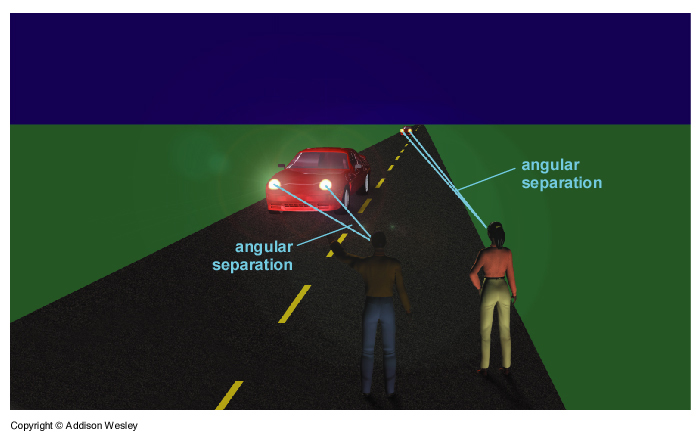 angular
separation
angular
separation
Copyright © Addison Wesley